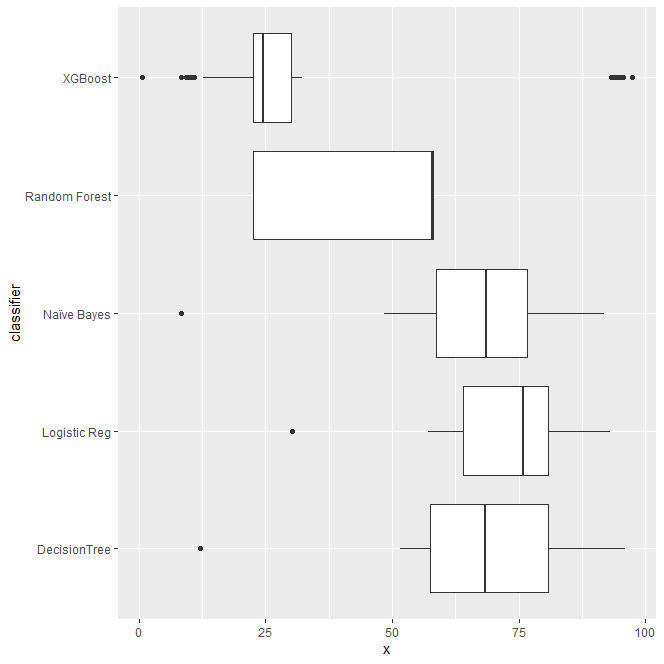 XGBoost
Random Forest
Naïve Bayes
Logistic Reg
DecisionTree
classifier
0 25 50 75 100
x